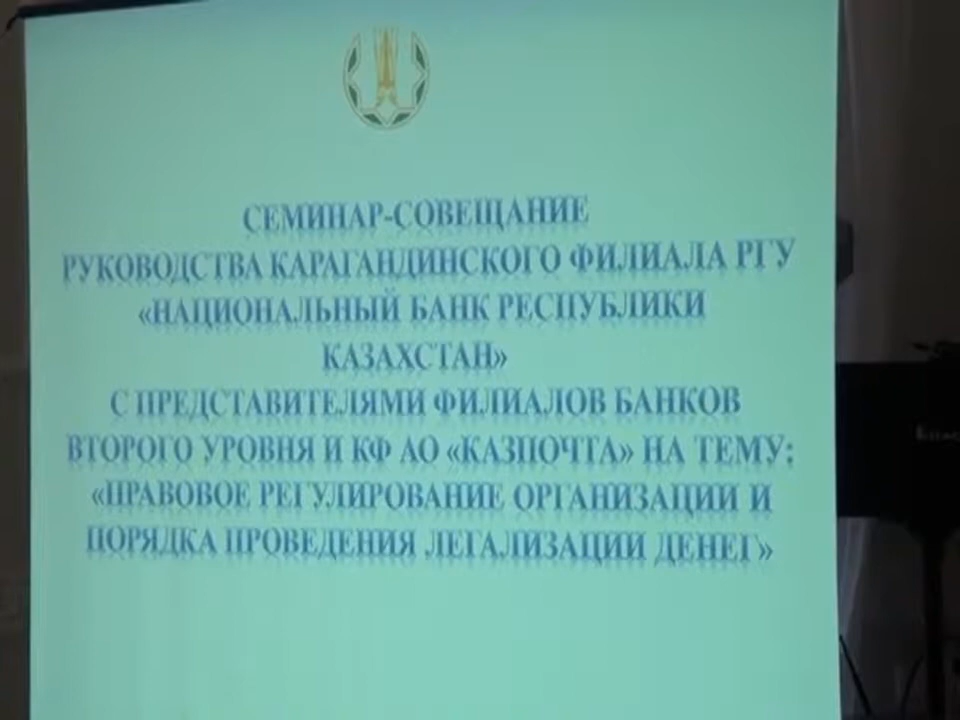 СЕМИНАР-СОВЕЩАНИЕ
РУКОВОДСТВА КАРАГАНДИНСКОГО ФИЛИАЛА РГУ
«НАЦИОНАЛЬНЫЙ БАНК РЕСПУБЛИКИ
КАЗАХСТАН»
С ПРЕДСТАВИТЕЛЯМИ ФИЛИАЛОВ БАНКОВ
ВТОРОГО УРОВНЯ И КФ АО «КАЗПОЧТА» НА ТЕМУ:
«ПРАВОВОЕ РЕГУЛИРОВАНИЕ ОРГАНИЗАЦИИ И
ПОРЯДКА ПРОВЕДЕНИЯ ЛЕГАЛИЗАЦИИ ДЕНЕГ»